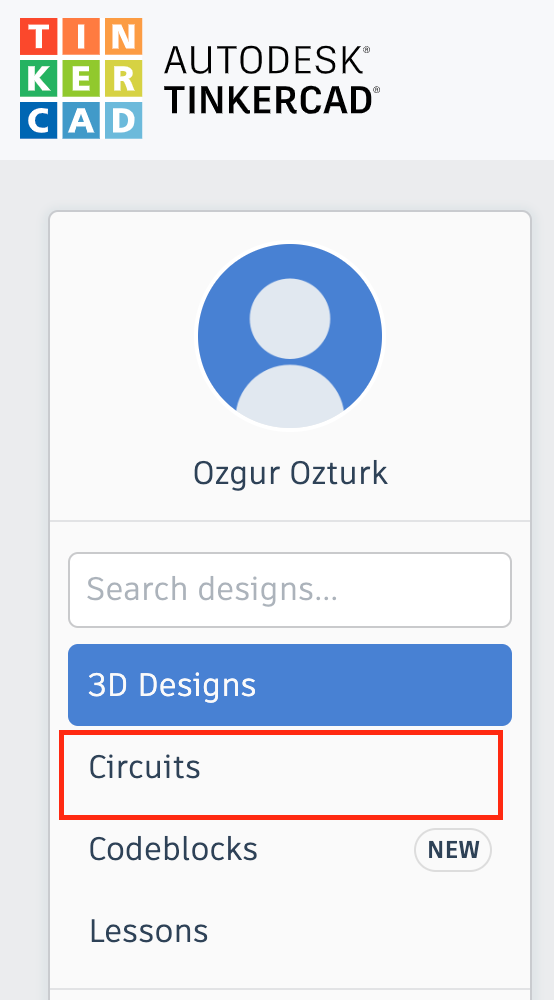 TIN
KER
CAD
AUTODESK®
TINKERCAD®
Ozgur Ozturk
Search designs...
3D Designs
Circuits
Codeblocks NEW
Lessons